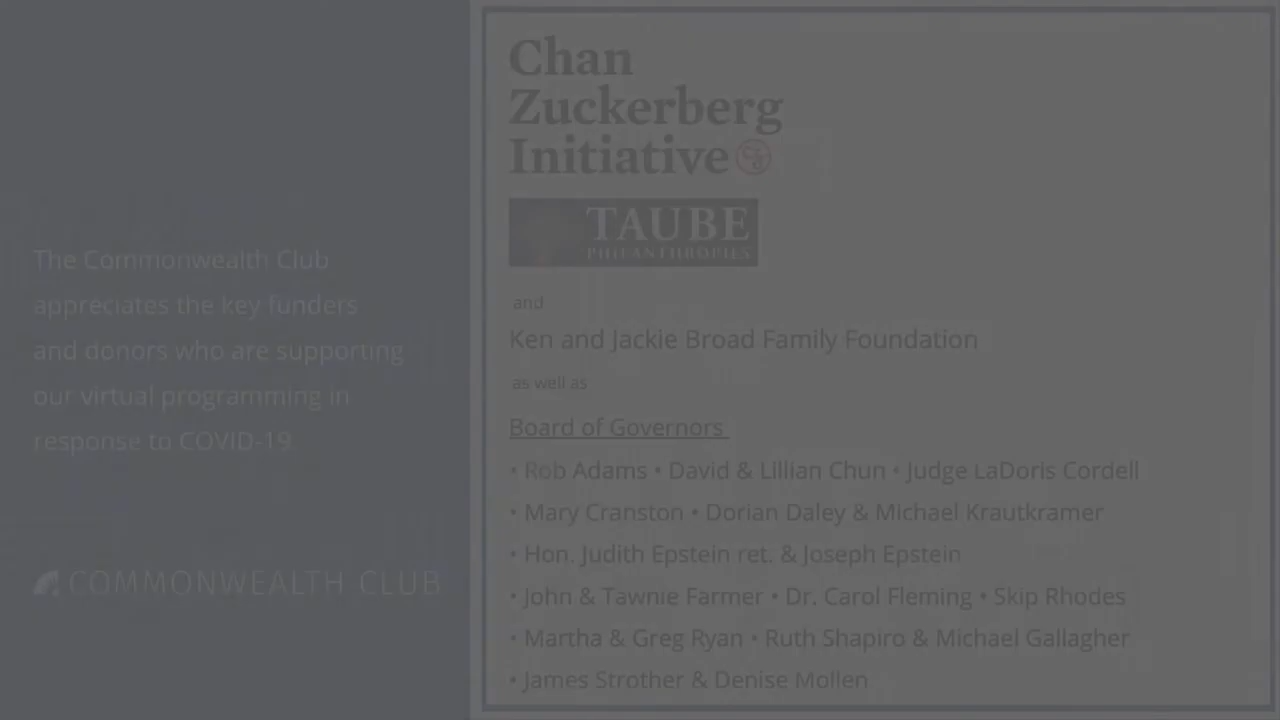 The Commonwealth Club
appreciates the key funders
and donors who are supporting
our virtual programming in
response to COVID-19.
COMMONWEALTH CLUB
Chan
Zuckerberg
Initiative
TAUBE
PHILANTHROPIES
and
Ken and Jackie Broad Family Foundation
as well as
Board of Governors
• Rob Adams • David & Lillian Chun • Judge LaDoris Cordell
• Mary Cranston • Dorian Daley & Michael Krautkramer
• Hon. Judith Epstein ret. & Joseph Epstein
• John & Tawnie Farmer • Dr. Carol Fleming • Skip Rhodes
• Martha & Greg Ryan • Ruth Shapiro & Michael Gallagher
• James Strother & Denise Mollen